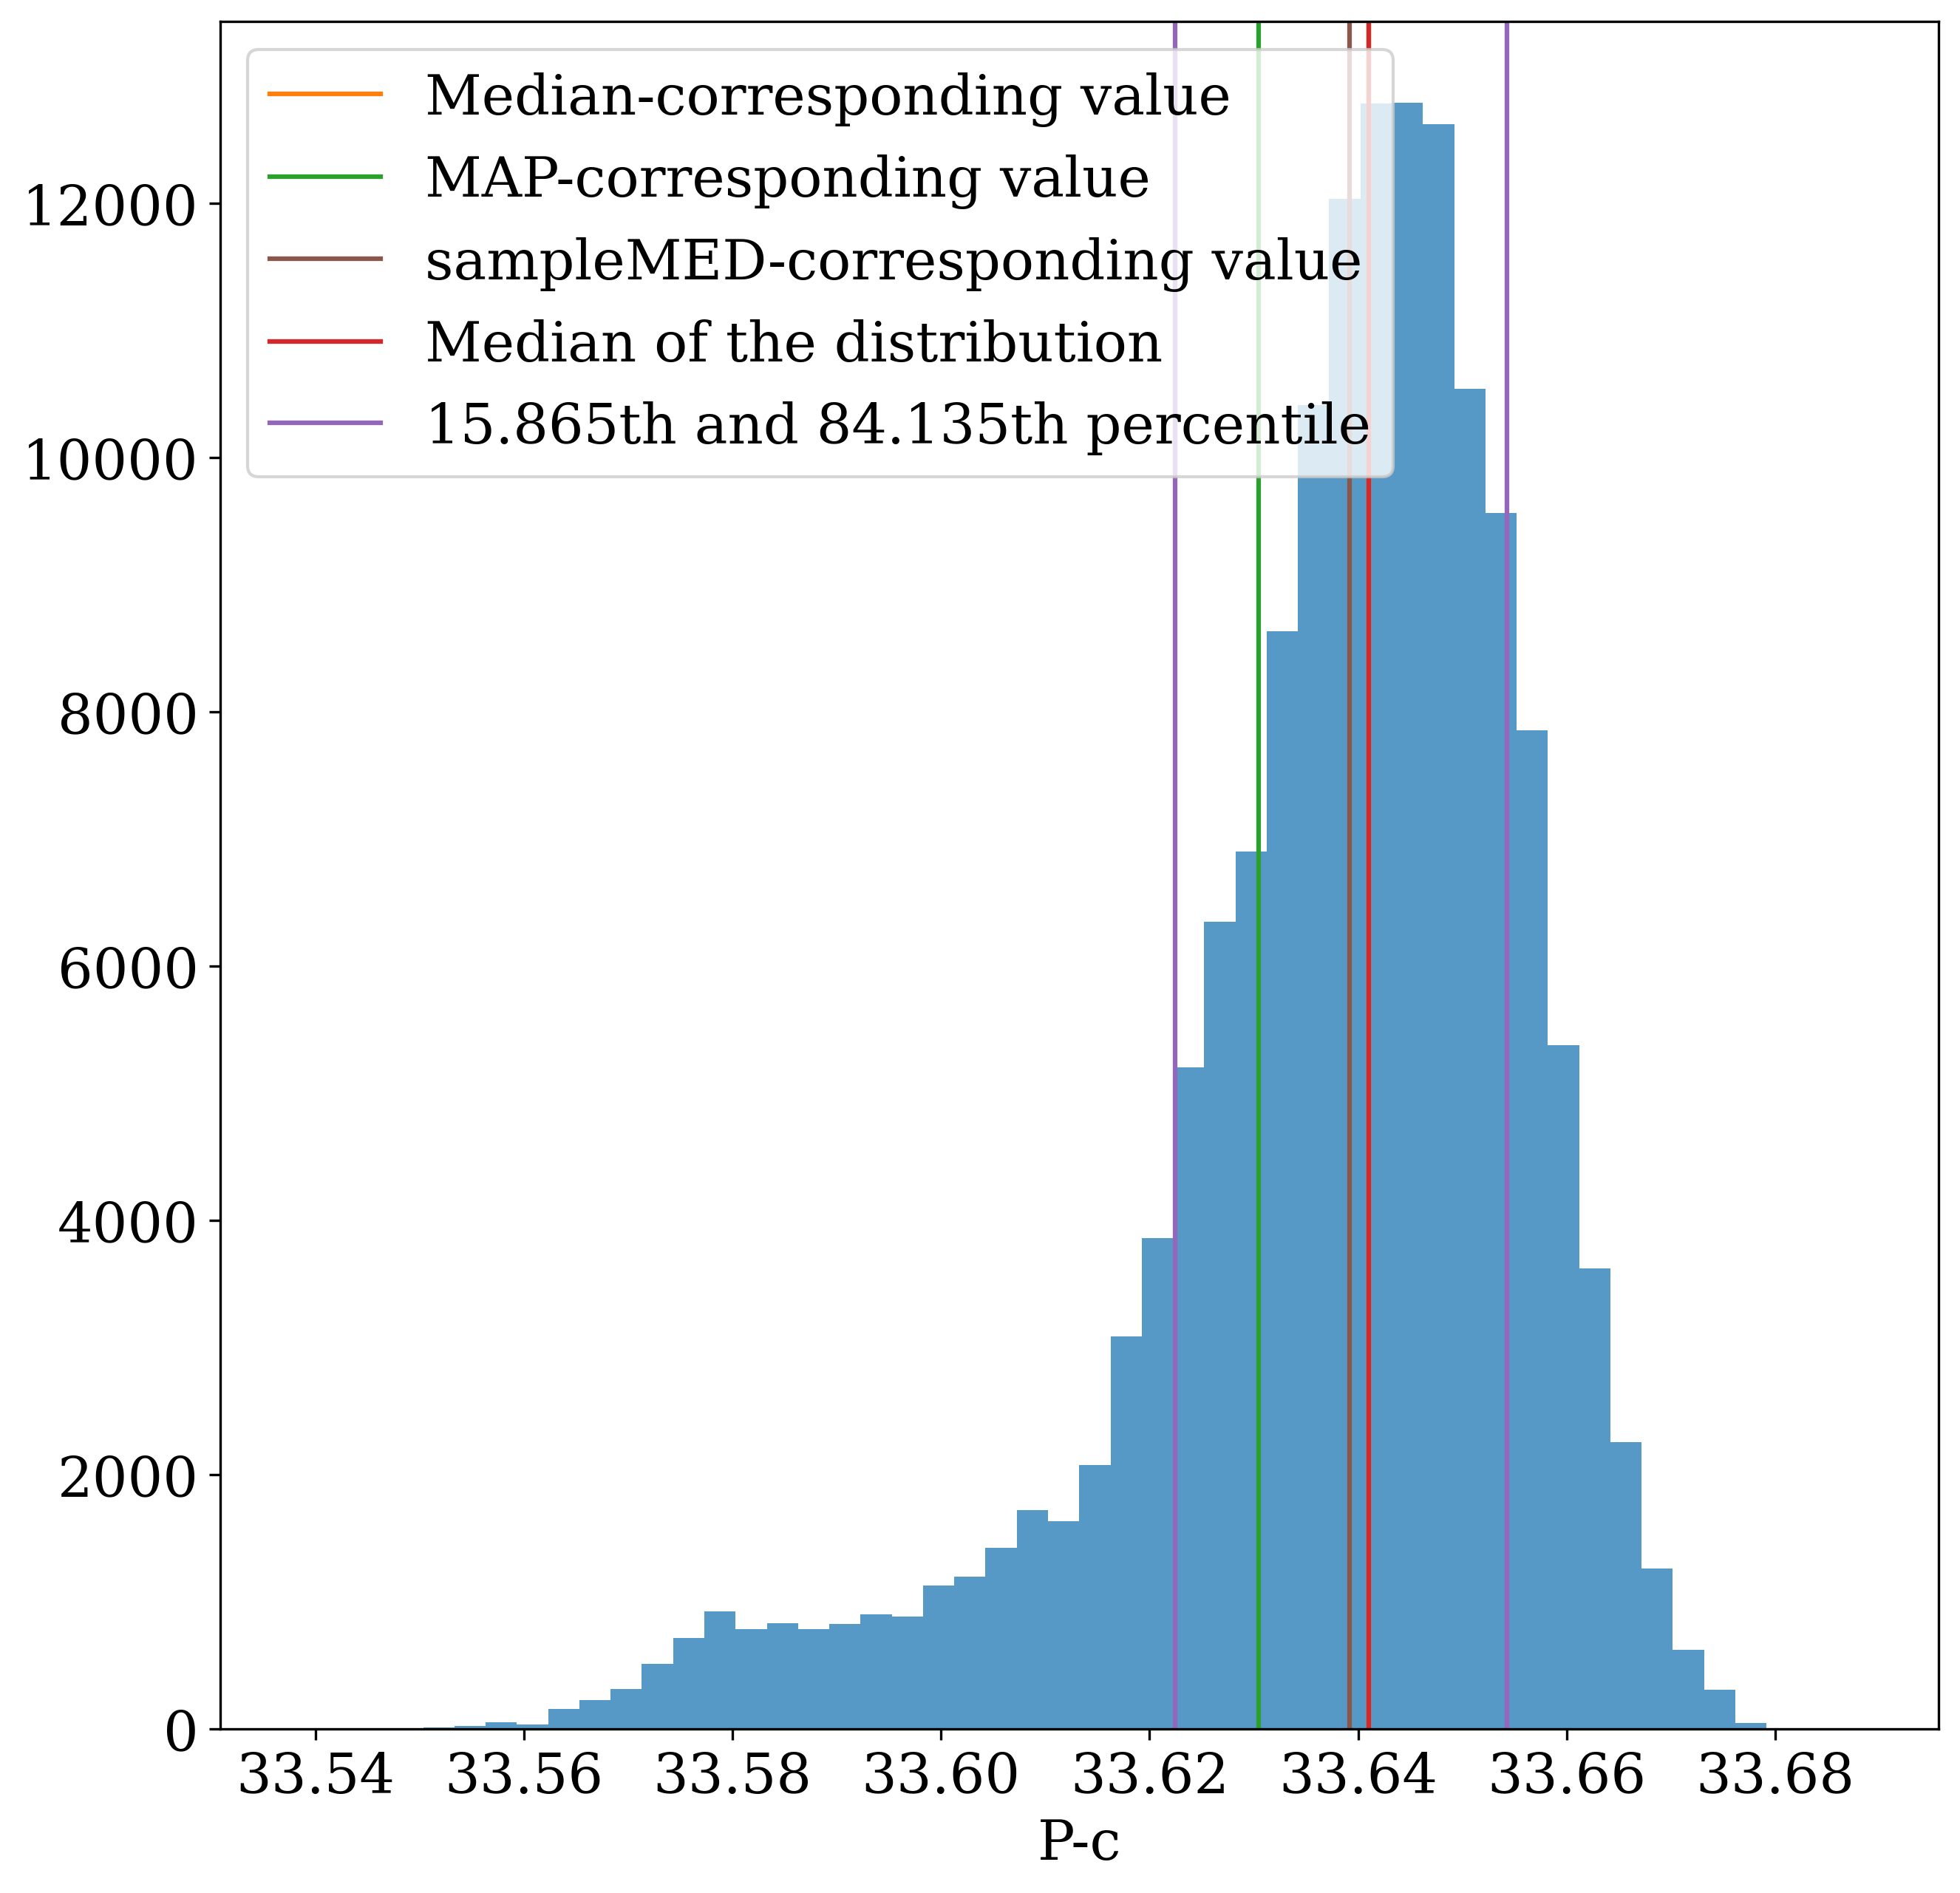 Median-corresponding value
MAP-corresponding value
sampleMED-corresponding value
Median of the distribution
15.865th and 84.135th percentile
12000
10000
8000
6000
4000
2000
0
33.54 33.56 33.58 33.60 33.62 33.64 33.66 33.68
P-c